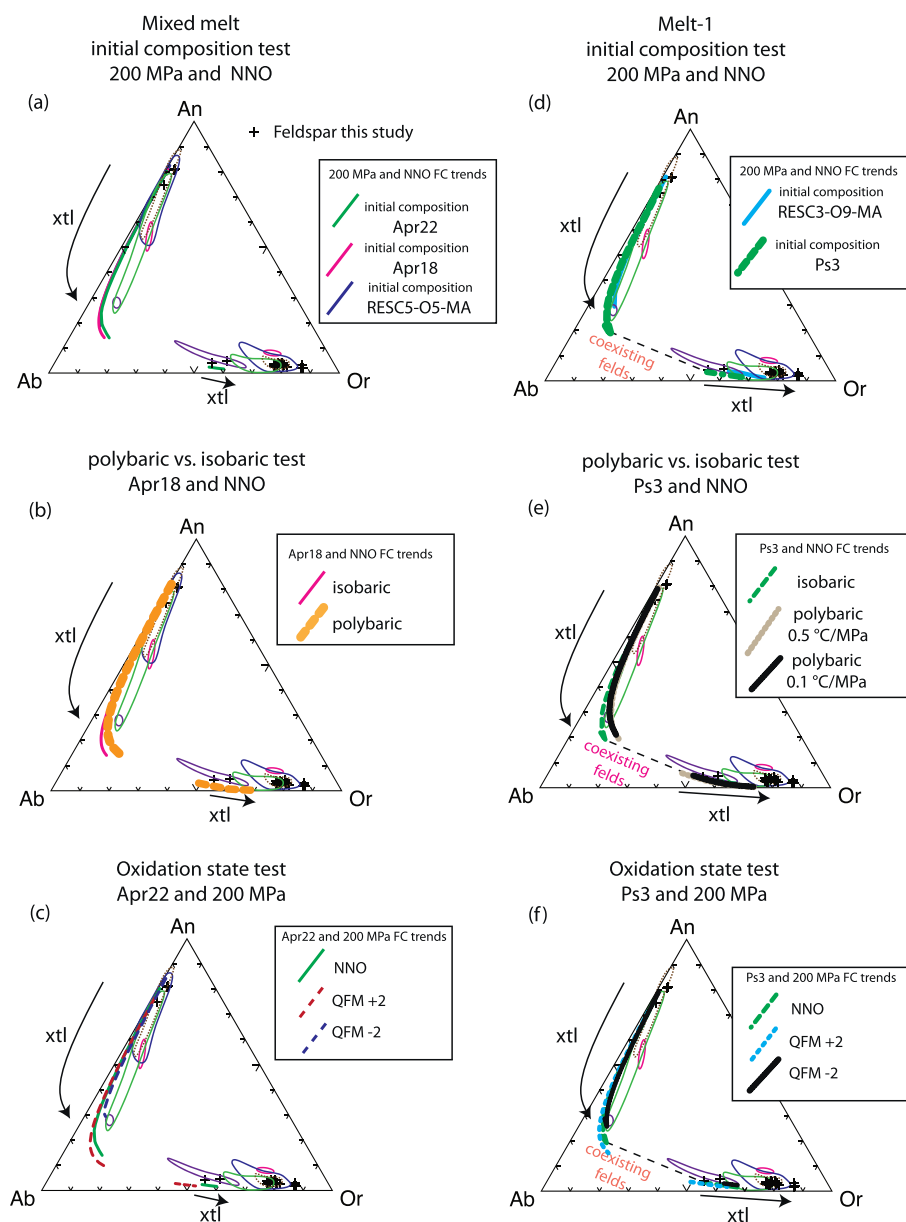 Mixed melt
initial composition test
200 MPa and NNO
(a)
An
+ Feldspar this study
200 MPa and NNO FC trends
initial composition
Apr22
initial composition
Apr18
initial composition
RESC5-O5-MA
xtl
Ab
Or
xtl
Melt-1
initial composition test
200 MPa and NNO
(d)
An
200 MPa and NNO FC trends
initial composition
RESC3-O9-MA
initial composition
Ps3
xtl
coexisting
felds.
Ab
Or
xtl
polybaric vs. isobaric test
Apr18 and NNO
(b)
An
Apr18 and NNO FC trends
isobaric
polybaric
xtl
Ab
Or
xtl
polybaric vs. isobaric test
Ps3 and NNO
(e)
An
Ps3 and NNO FC trends
isobaric
polybaric
0.5 °C/MPa
polybaric
0.1 °C/MPa
xtl
coexisting
felds.
Ab
Or
xtl
Oxidation state test
Apr22 and 200 MPa
(c)
An
Apr22 and 200 MPa FC trends
NNO
QFM +2
QFM -2
xtl
Ab
Or
xtl
Oxidation state test
Ps3 and 200 MPa
(f)
An
Ps3 and 200 MPa FC trends
NNO
QFM +2
QFM -2
xtl
coexisting
felds.
Ab
Or
xtl